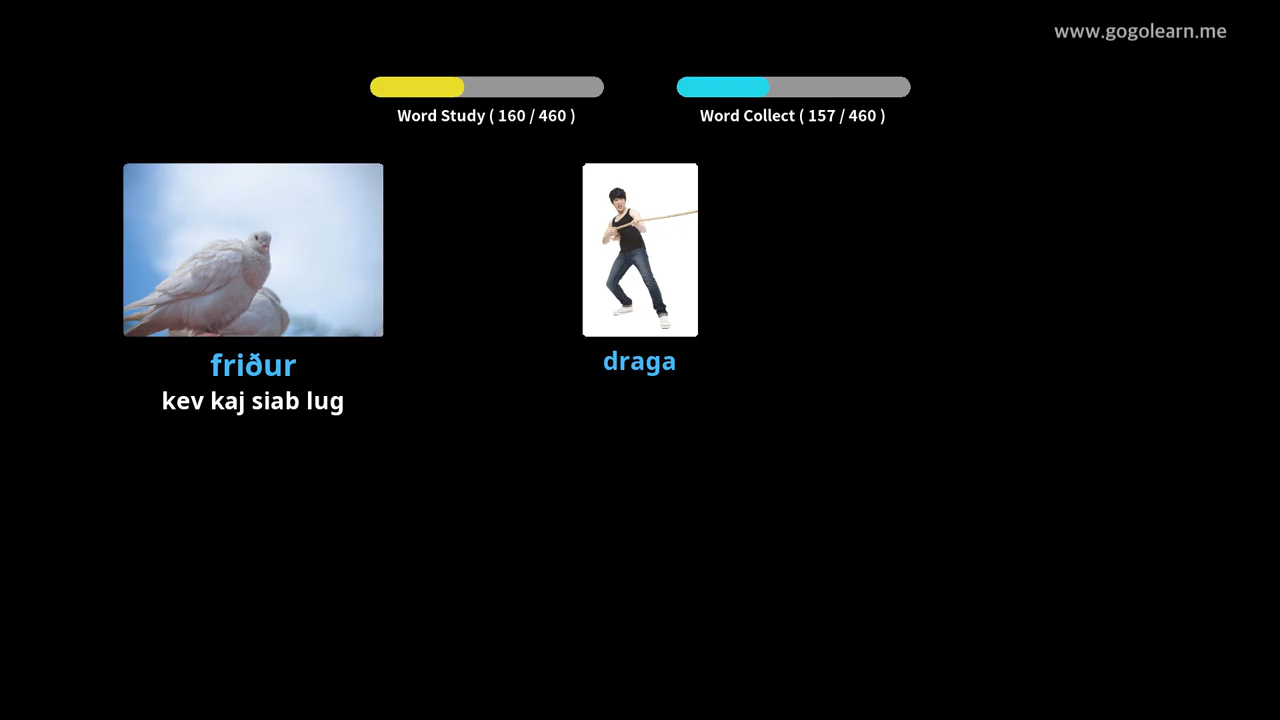 www.gogolearn.me
Word Study ( 160 / 460 )
Word Collect ( 157 / 460 )
friður
kev kaj siab lug
draga